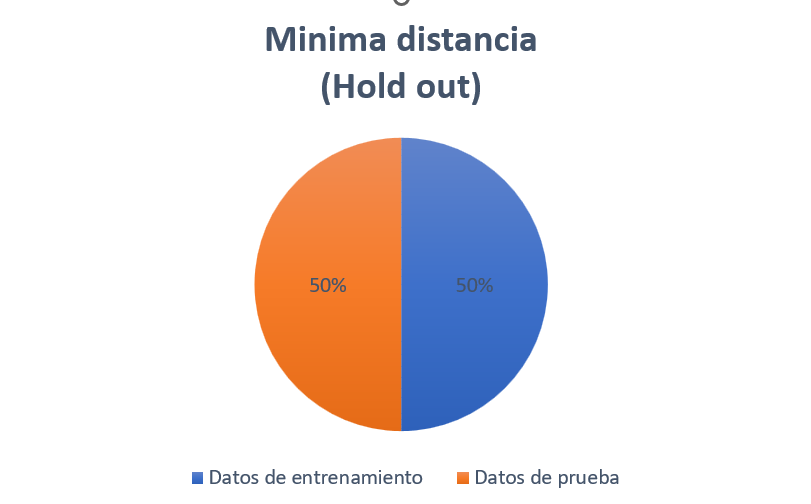 Minima distancia
(Hold out)
50%
50%
Datos de entrenamiento
Datos de prueba